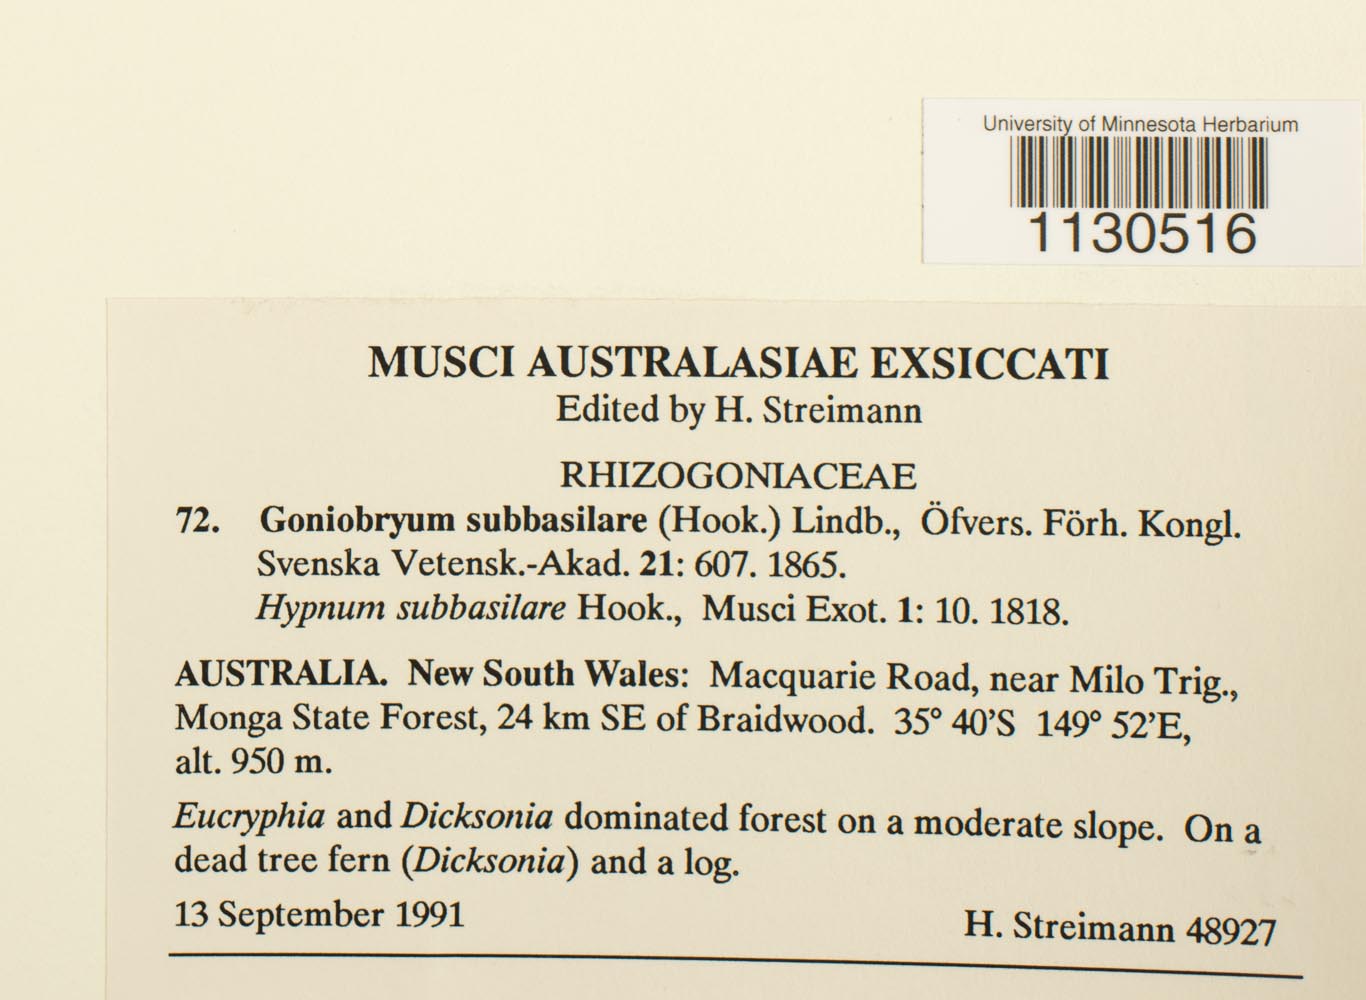 University of Minnesota Herbarium
1130516
MUSCI AUSTRALASIAE EXSICCATI
Edited by H. Streimann
RHIZOGONIACEAE
72. Goniobryum subbasilare (Hook.) Lindb., Öfvers. Förh. Kongl.
Svenska Vetensk.-Akad. 21: 607. 1865.
Hypnum subbasilare Hook., Musci Exot. 1: 10. 1818.
AUSTRALIA. New South Wales: Macquarie Road, near Milo Trig.,
Monga State Forest, 24 km SE of Braidwood. 35° 40'S 149° 52'E,
alt. 950 m.
Eucryphia and Dicksonia dominated forest on a moderate slope. On a
dead tree fern (Dicksonia) and a log.
13 September 1991 H. Streimann 48927